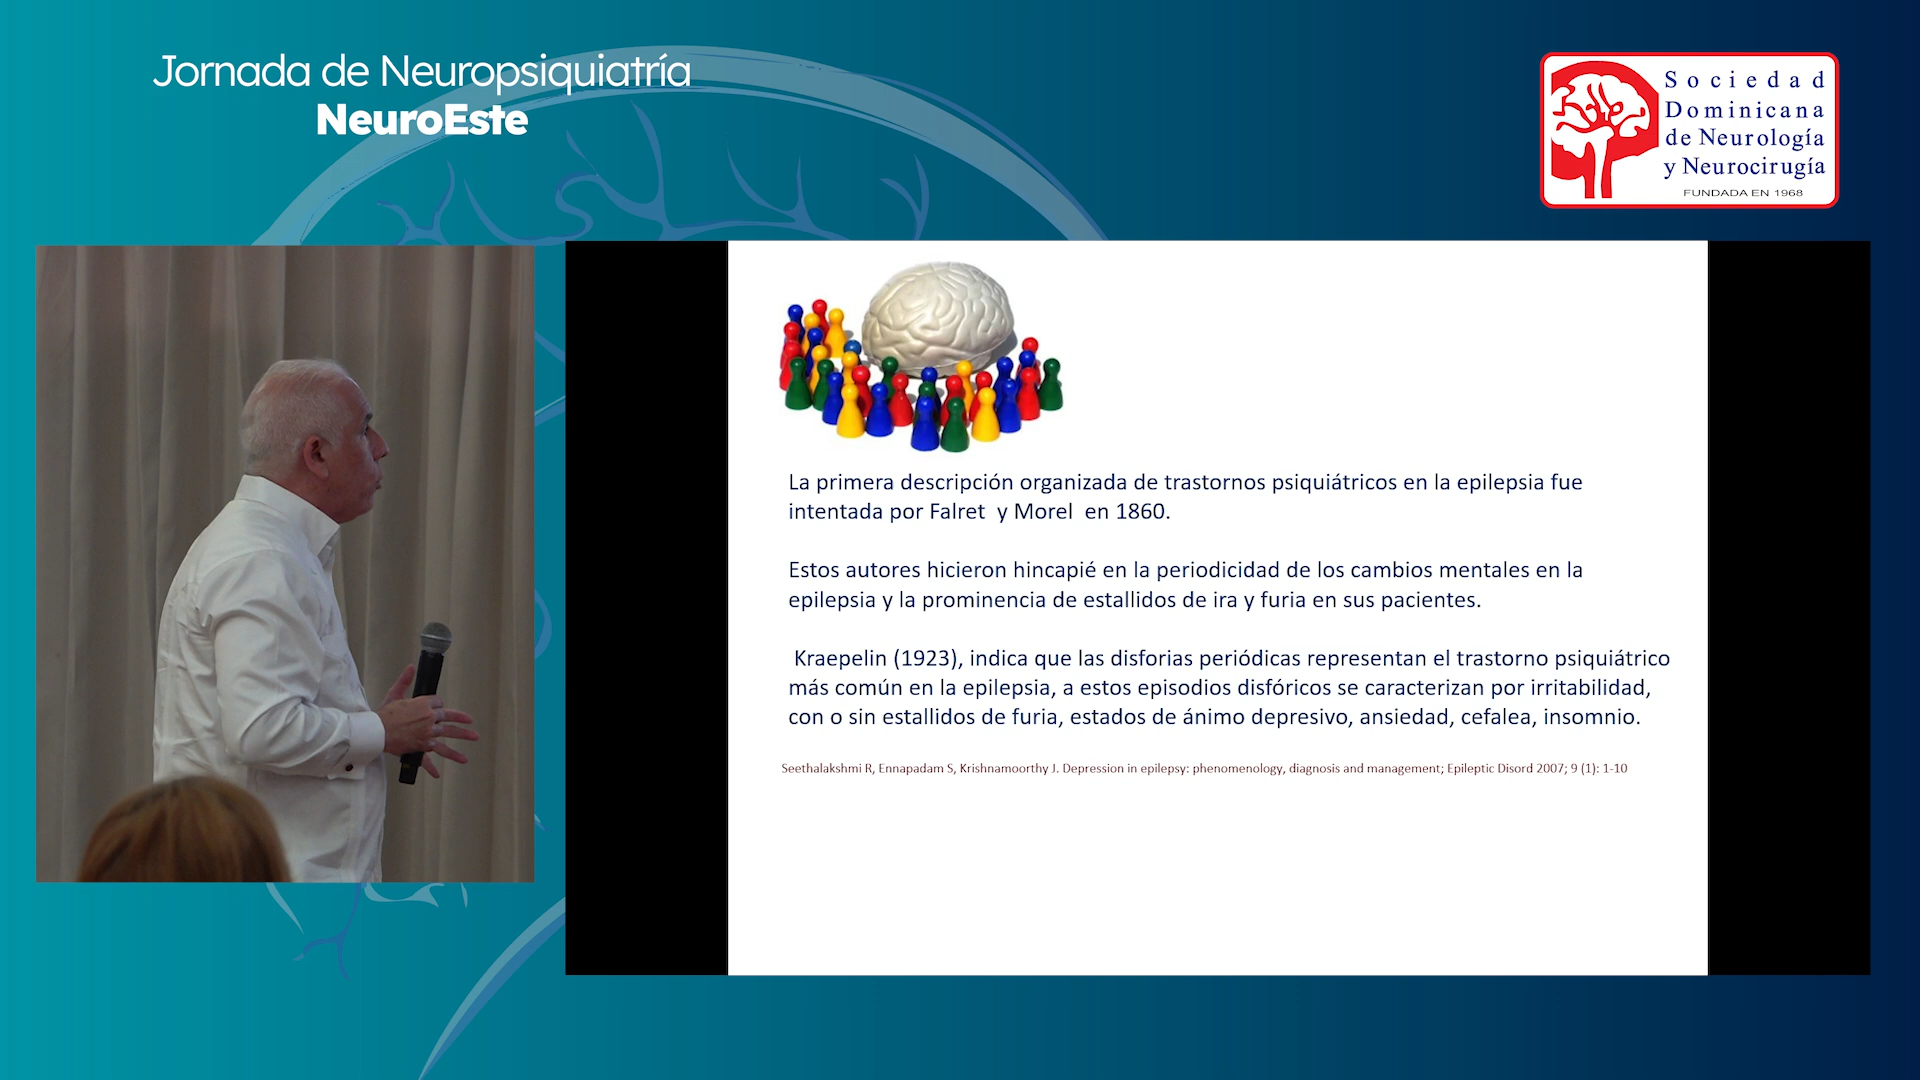 Jornada de Neuropsiquiatría
NeuroEste
Sociedad
Dominicana
de Neurología
y Neurocirugía
FUNDADA EN 1968
La primera descripción organizada de trastornos psiquiátricos en la epilepsia fue
intentada por Falret y Morel en 1860.
Estos autores hicieron hincapié en la periodicidad de los cambios mentales en la
epilepsia y la prominencia de estallidos de ira y furia en sus pacientes.
Kraepelin (1923), indica que las disforias periódicas representan el trastorno psiquiátrico
más común en la epilepsia, a estos episodios disfóricos se caracterizan por irritabilidad,
con o sin estallidos de furia, estados de ánimo depresivo, ansiedad, cefalea, insomnio.
Seethalakshmi R, Ennapadam S, Krishnamoorthy J. Depression in epilepsy: phenomenology, diagnosis and management; Epileptic Disord 2007; 9 (1): 1-10